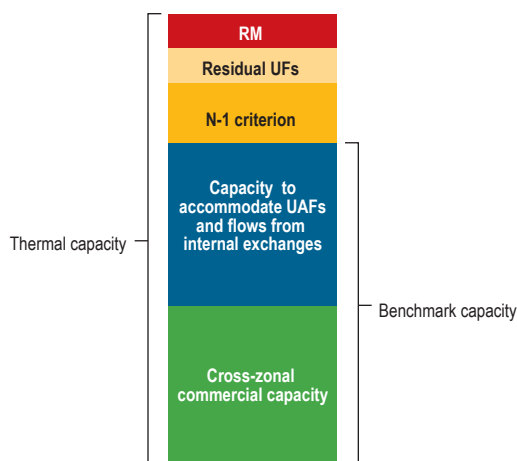 RM
Residual UFs
N-1 criterion
Capacity to
accommodate UAFs
and flows from
internal exchanges
Thermal capacity
Benchmark capacity
Cross-zonal
commercial capacity